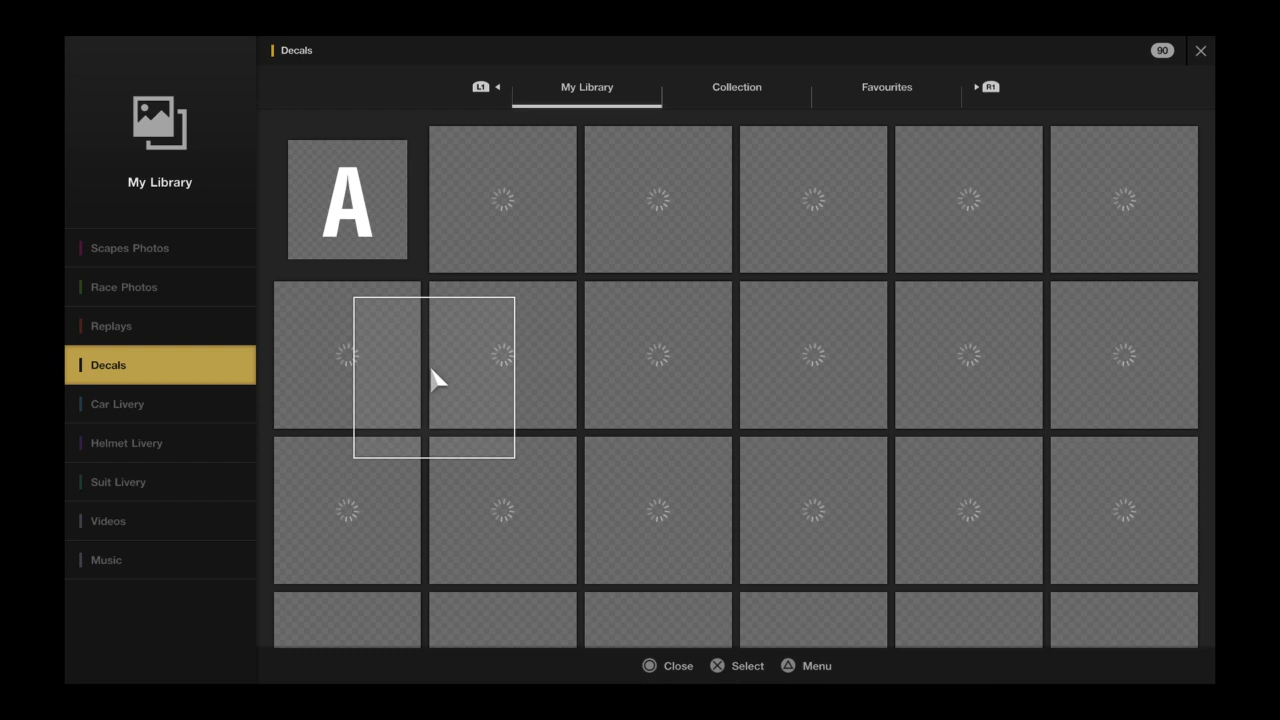 Decals
90
L1 My Library Collection Favourites R1
A
My Library
Scapes Photos
Race Photos
Replays
Decals
Car Livery
Helmet Livery
Suit Livery
Videos
Music
Close Select Menu